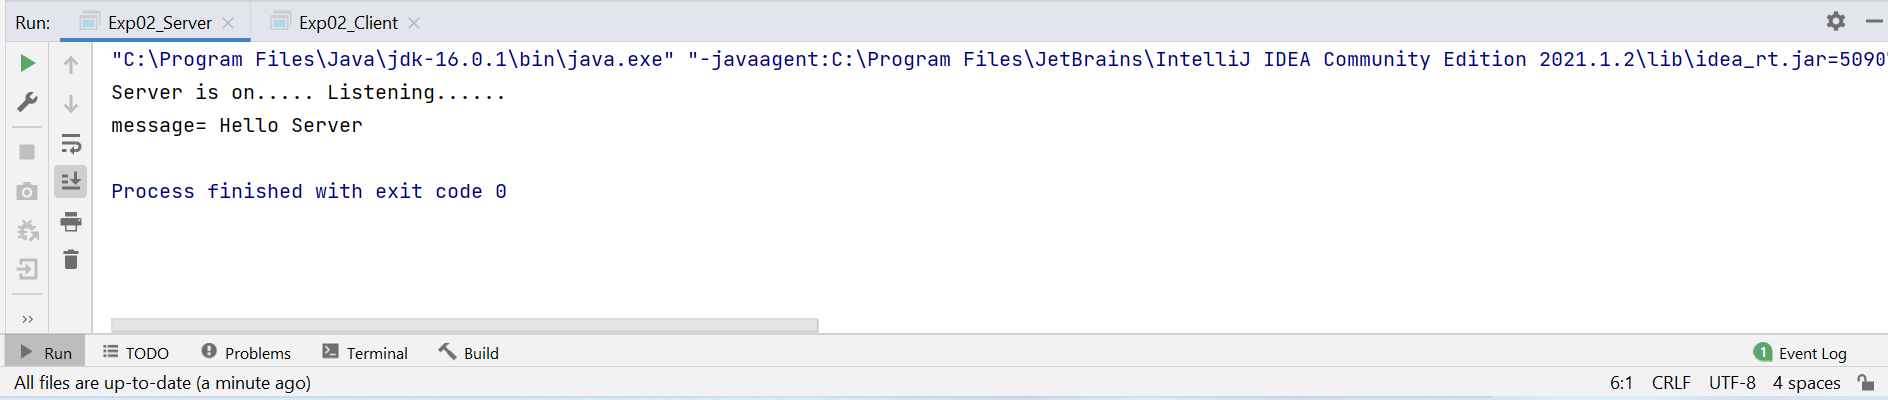 Run: Exp02_Server × Exp02_Client ×
"C:\Program Files\Java\jdk-16.0.1\bin\java.exe" "-javaagent:C:\Program Files\JetBrains\IntelliJ IDEA Community Edition 2021.1.2\lib\idea_rt.jar=5090
Server is on..... Listening......
message= Hello Server
Process finished with exit code 0
Run TODO Problems Terminal Build 1 Event Log
All files are up-to-date (a minute ago) 6:1 CRLF UTF-8 4 spaces